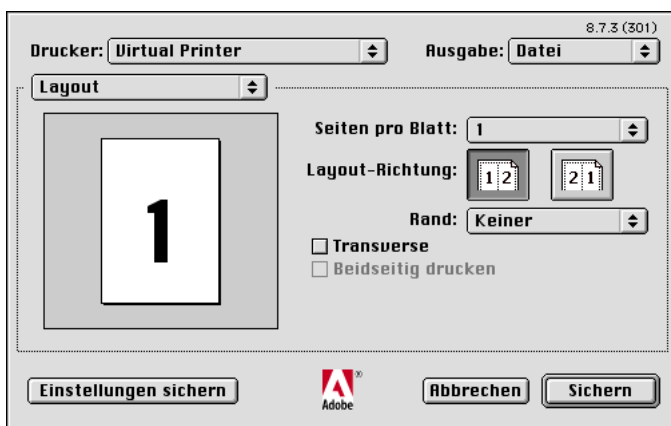 8.7.3 (301)
Drucker: Virtual Printer Ausgabe: Datei
Layout
Seiten pro Blatt: 1
Layout-Richtung: 1 2 2 1
1
Rand: Keiner
Transverse
Beidseitig drucken
Einstellungen sichern Adobe® Abbrechen Sichern